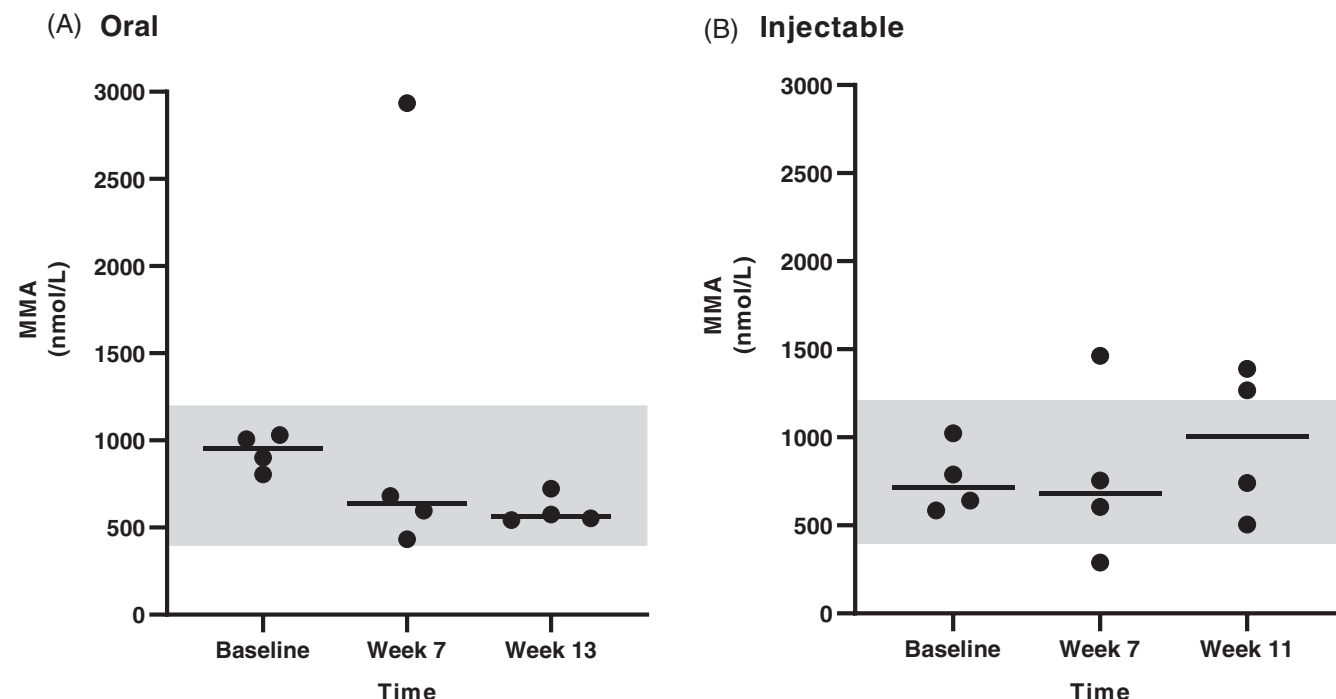 (A) Oral
3000
2500
2000
1500
1000
500
0
MMA
(nmol/L)
Baseline Week 7 Week 13
Time
(B) Injectable
3000
2500
2000
1500
1000
500
0
MMA
(nmol/L)
Baseline Week 7 Week 11
Time